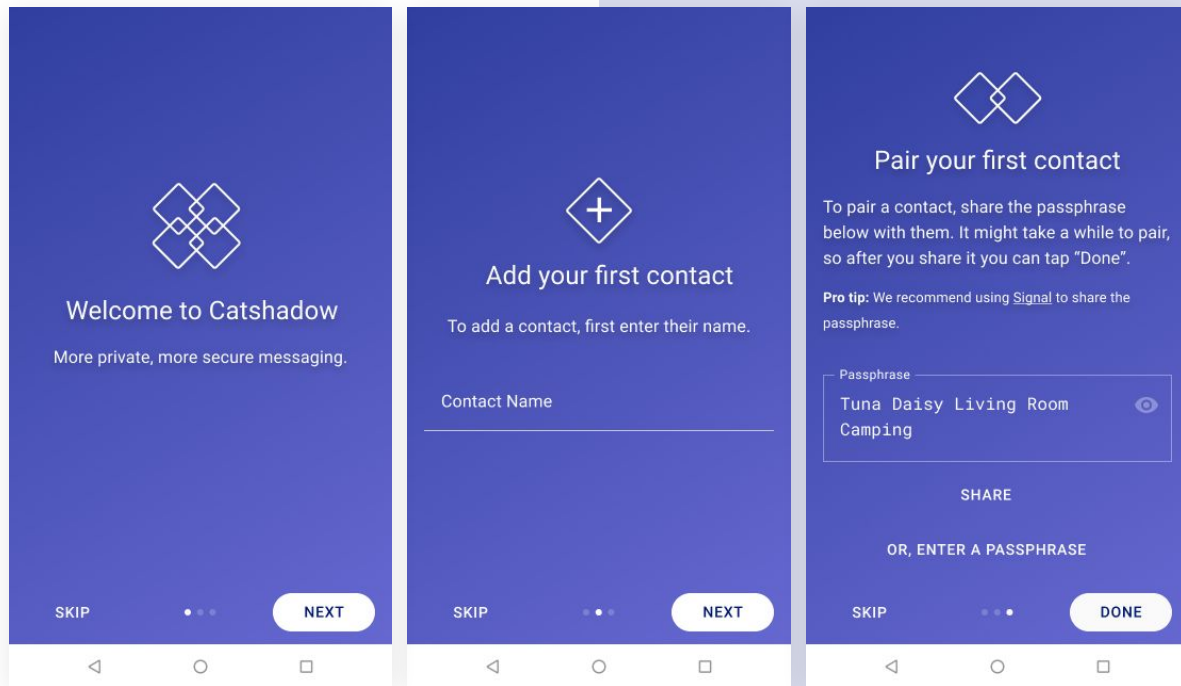 Welcome to Catshadow
More private, more secure messaging.
SKIP
NEXT
Add your first contact
To add a contact, first enter their name.
Contact Name
SKIP
NEXT
Pair your first contact
To pair a contact, share the passphrase
below with them. It might take a while to pair,
so after you share it you can tap “Done”.
Pro tip: We recommend using Signal to share the
passphrase.
Passphrase
Tuna Daisy Living Room
Camping
SHARE
OR, ENTER A PASSPHRASE
SKIP
DONE